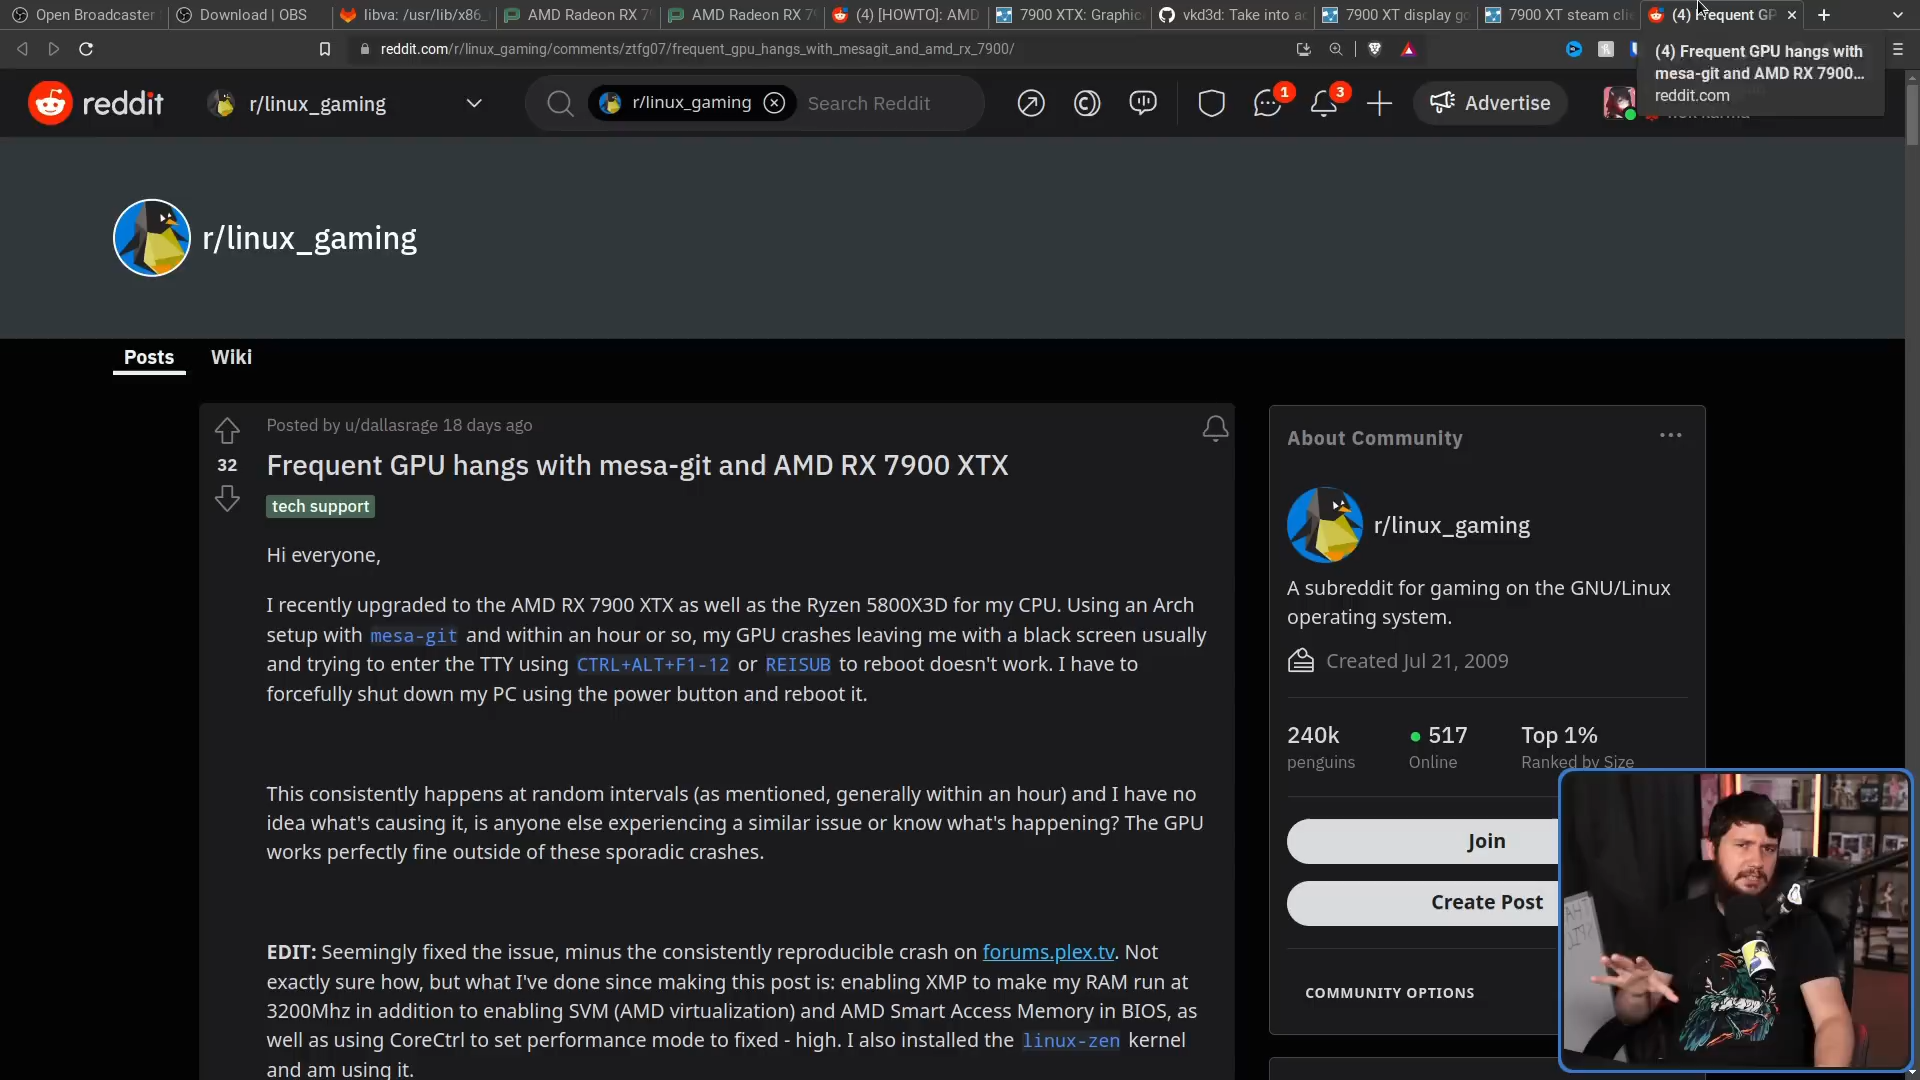 Open Broadcaster
Download | OBS
libva: /usr/lib/x86_
AMD Radeon RX 7
AMD Radeon RX 7
(4) [HOWTO]: AMD
7900 XTX: Graphic
vkd3d: Take into ac
7900 XT display go
7900 XT steam clie
(4) Frequent GP
reddit.com/r/linux_gaming/comments/ztfg07/frequent_gpu_hangs_with_mesagit_and_amd_rx_7900/
(4) Frequent GPU hangs with
mesa-git and AMD RX 7900...
reddit.com
reddit
r/linux_gaming
r/linux_gaming
Search Reddit
1
3
Advertise
karma
r/linux_gaming
Posts
Wiki
Posted by u/dallasrage 18 days ago
32
Frequent GPU hangs with mesa-git and AMD RX 7900 XTX
tech support
Hi everyone,
I recently upgraded to the AMD RX 7900 XTX as well as the Ryzen 5800X3D for my CPU. Using an Arch
setup with mesa-git and within an hour or so, my GPU crashes leaving me with a black screen usually
and trying to enter the TTY using CTRL+ALT+F1-12 or REISUB to reboot doesn't work. I have to
forcefully shut down my PC using the power button and reboot it.
This consistently happens at random intervals (as mentioned, generally within an hour) and I have no
idea what's causing it, is anyone else experiencing a similar issue or know what's happening? The GPU
works perfectly fine outside of these sporadic crashes.
EDIT: Seemingly fixed the issue, minus the consistently reproducible crash on forums.plex.tv. Not
exactly sure how, but what I've done since making this post is: enabling XMP to make my RAM run at
3200Mhz in addition to enabling SVM (AMD virtualization) and AMD Smart Access Memory in BIOS, as
well as using CoreCtrl to set performance mode to fixed - high. I also installed the linux-zen kernel
and am using it.
About Community
r/linux_gaming
A subreddit for gaming on the GNU/Linux
operating system.
Created Jul 21, 2009
240k
penguins
517
Online
Top 1%
Ranked by Size
Join
Create Post
COMMUNITY OPTIONS